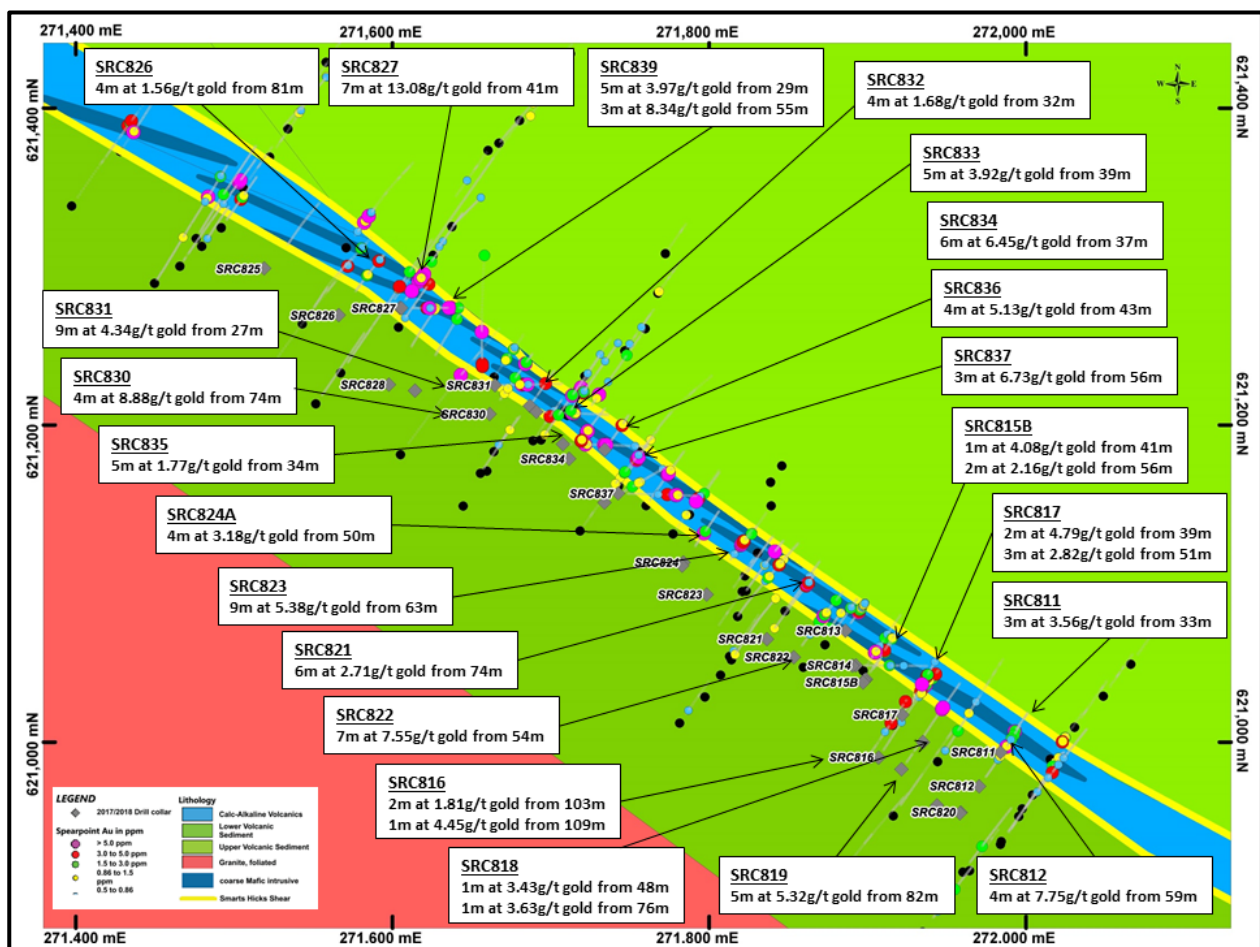 271,400 mE
271,600 mE
271,800 mE
272,000 mE
621,400 mN
621,400 mN
N
W E
S
SRC826
4m at 1.56g/t gold from 81m
SRC827
7m at 13.08g/t gold from 41m
SRC839
5m at 3.97g/t gold from 29m
3m at 8.34g/t gold from 55m
SRC832
4m at 1.68g/t gold from 32m
SRC833
5m at 3.92g/t gold from 39m
SRC834
6m at 6.45g/t gold from 37m
SRC825
SRC831
9m at 4.34g/t gold from 27m
SRC826
SRC827
SRC836
4m at 5.13g/t gold from 43m
SRC830
4m at 8.88g/t gold from 74m
SRC828
SRC831
SRC830
SRC837
3m at 6.73g/t gold from 56m
621,200 mN
621,200 mN
SRC835
5m at 1.77g/t gold from 34m
SRC834
SRC837
SRC815B
1m at 4.08g/t gold from 41m
2m at 2.16g/t gold from 56m
SRC824A
4m at 3.18g/t gold from 50m
SRC824
SRC817
2m at 4.79g/t gold from 39m
3m at 2.82g/t gold from 51m
SRC823
9m at 5.38g/t gold from 63m
SRC823
SRC811
3m at 3.56g/t gold from 33m
SRC821
6m at 2.71g/t gold from 74m
SRC821
SRC813
SRC822
SRC814
SRC815B
SRC822
7m at 7.55g/t gold from 54m
SRC817
SRC816
SRC811
SRC812
SRC820
621,000 mN
621,000 mN
SRC816
2m at 1.81g/t gold from 103m
1m at 4.45g/t gold from 109m
SRC818
1m at 3.43g/t gold from 48m
1m at 3.63g/t gold from 76m
SRC819
5m at 5.32g/t gold from 82m
SRC812
4m at 7.75g/t gold from 59m
LEGEND
2017/2018 Drill collar
Spearpoint Au in ppm
> 5.0 ppm
3.0 to 5.0 ppm
1.5 to 3.0 ppm
0.86 to 1.5
ppm
0.5 to 0.86
Lithology
Calc-Alkaline Volcanics
Lower Volcanic
Sediment
Upper Volcanic Sediment
Granite, foliated
coarse Mafic intrusive
Smarts Hicks Shear
271,400 mE
271,600 mE
271,800 mE
272,000 mE